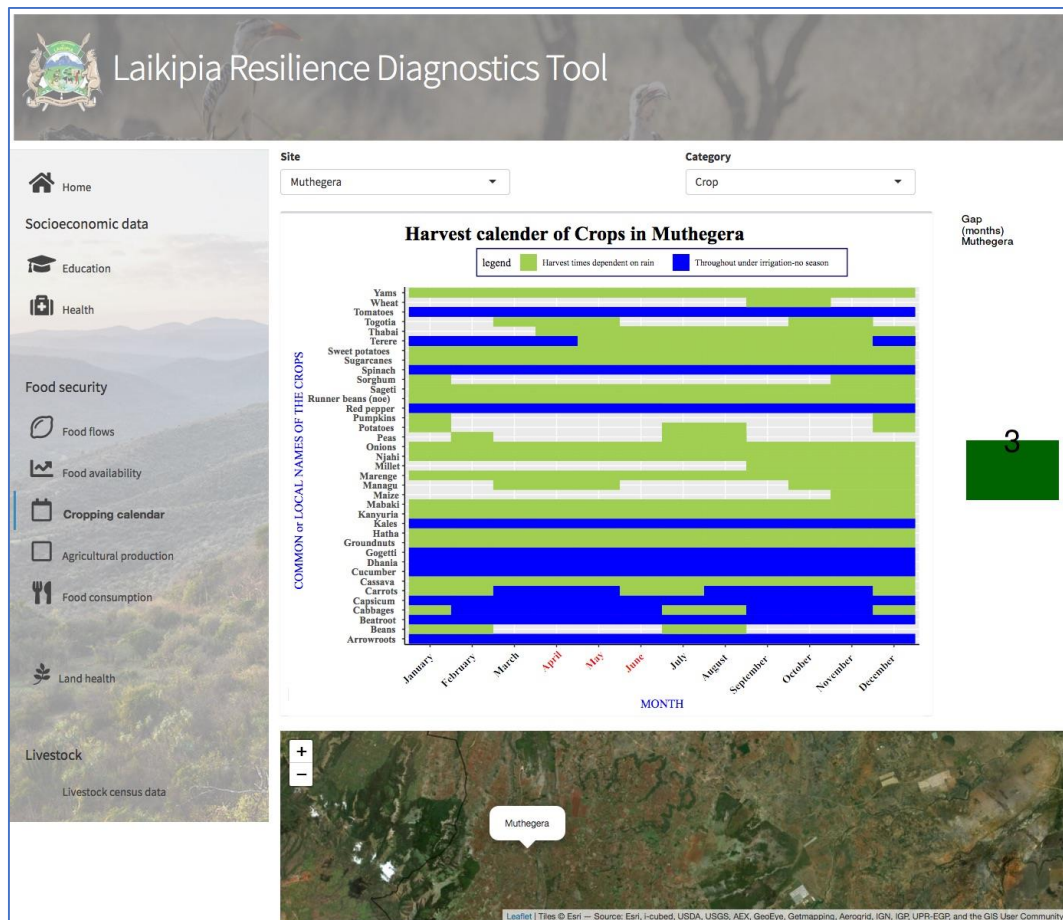 Laikipia Resilience Diagnostics Tool
Home
Socioeconomic data
Education
Health
Food security
Food flows
Food availability
Cropping calendar
Agricultural production
Food consumption
Land health
Livestock
Livestock census data
Site
Muthegera
Category
Crop
Harvest calender of Crops in Muthegera
legend
Harvest times dependent on rain
Throughout under irrigation-no season
COMMON or LOCAL NAMES OF THE CROPS
Yams
Wheat
Tomatoes
Togotia
Thabai
Terere
Sweet potatoes
Sugarcanes
Spinach
Sorghum
Sageti
Runner beans (noe)
Red pepper
Pumpkins
Potatoes
Peas
Onions
Njahi
Millet
Marenge
Managu
Maize
Mabaki
Kanyuria
Kales
Hatha
Groundnuts
Gogetti
Dhania
Cucumber
Cassava
Carrots
Capsicum
Cabbages
Beatroot
Beans
Arrowroots
January
February
March
April
May
June
July
August
September
October
November
December
MONTH
Gap
(months)
Muthegera
3
+
−
Muthegera
Leaflet | Tiles © Esri — Source: Esri, i-cubed, USDA, USGS, AEX, GeoEye, Getmapping, Aerogrid, IGN, IGP, UPR-EGP, and the GIS User Commun